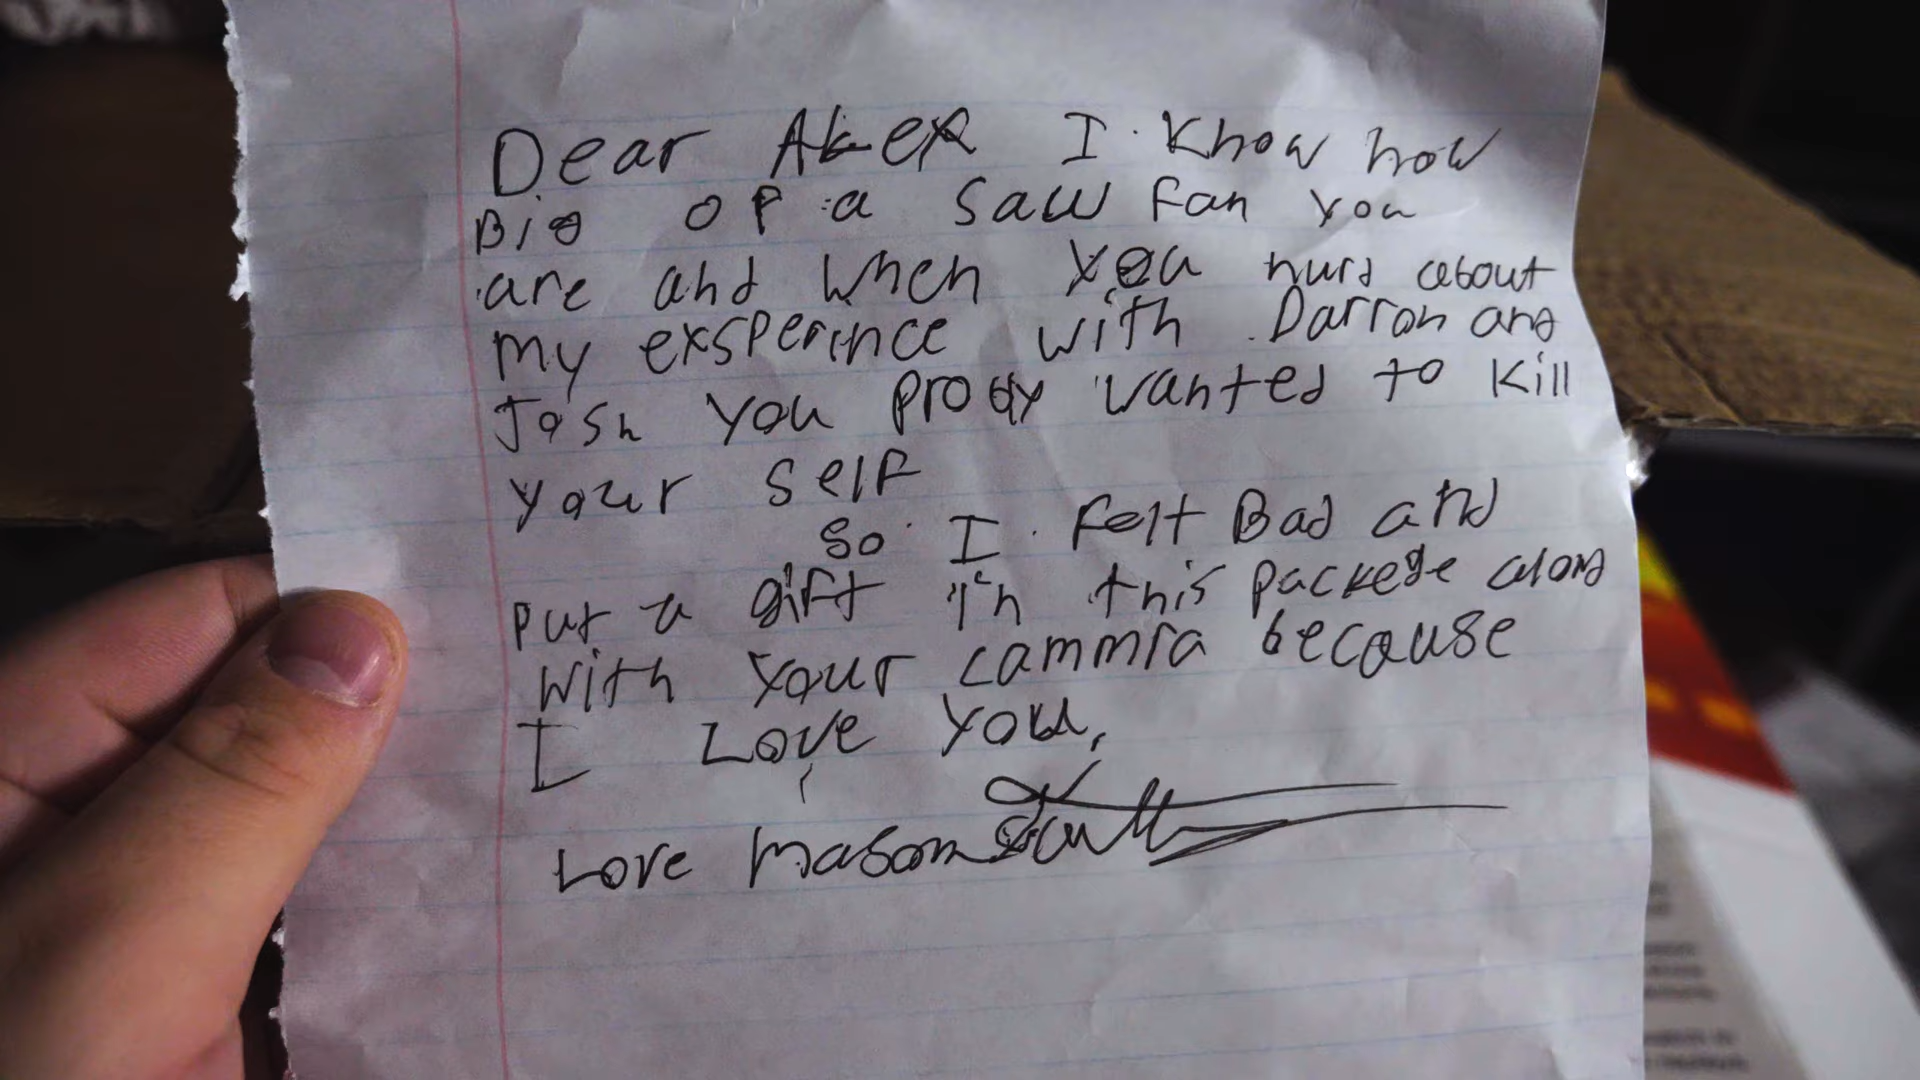 Dear Alex I Know how
Big of a Saw fan you
are and when you hurd about
my exsperince with Darron and
Josh you probly wanted to kill
your self
so I felt Bad and
put a gift in this packege along
with your cammra because
I Love you,
Love Mason